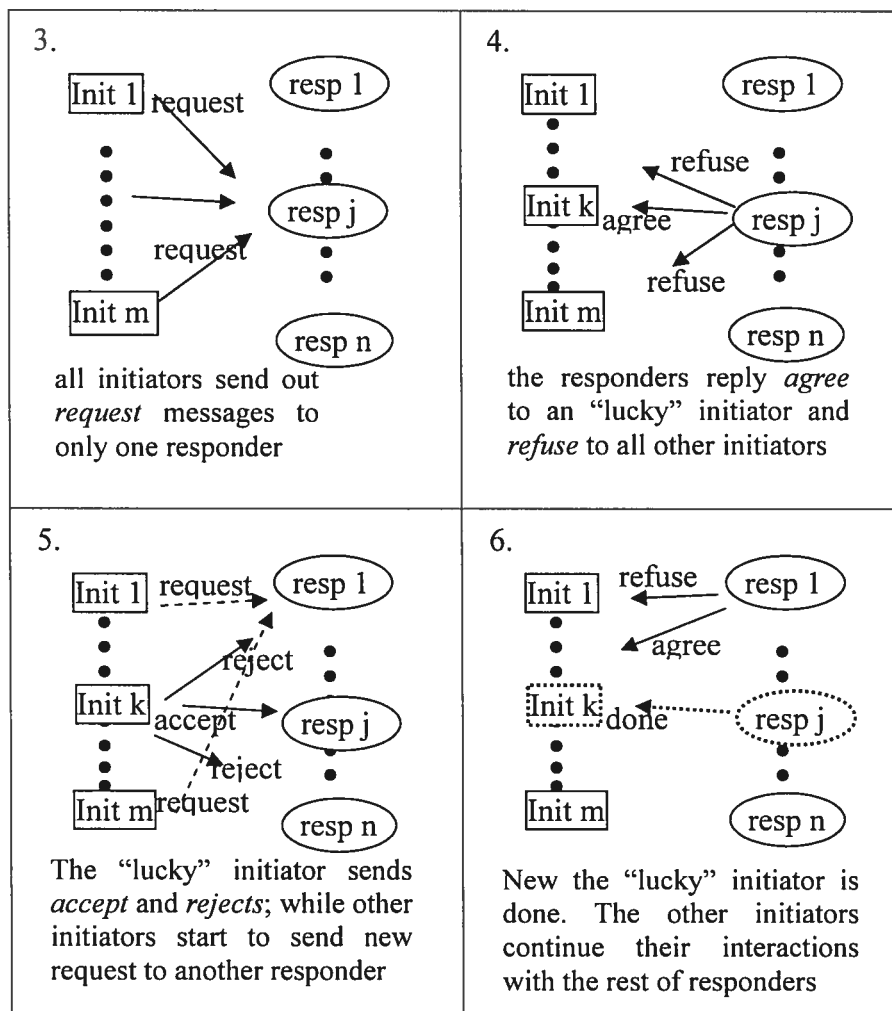 3.
Init 1
request
resp 1
resp j
request
Init m
resp n
all initiators send out
request messages to
only one responder
4.
Init 1
resp 1
refuse
Init k
agree
resp j
refuse
Init m
resp n
the responders reply agree
to an “lucky” initiator and
refuse to all other initiators
5.
Init 1
request
resp 1
reject
Init k
accept
resp j
reject
Init m
request
resp n
The “lucky” initiator sends
accept and rejects; while other
initiators start to send new
request to another responder
6.
Init 1
refuse
resp 1
agree
Init k
done
resp j
Init m
resp n
New the “lucky” initiator is
done. The other initiators
continue their interactions
with the rest of responders